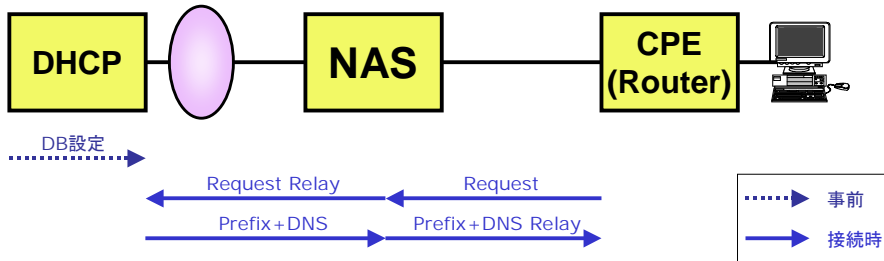 DHCP
NAS
CPE
(Router)
DB設定
Request Relay
Request
Prefix+DNS
Prefix+DNS Relay
事前
接続時